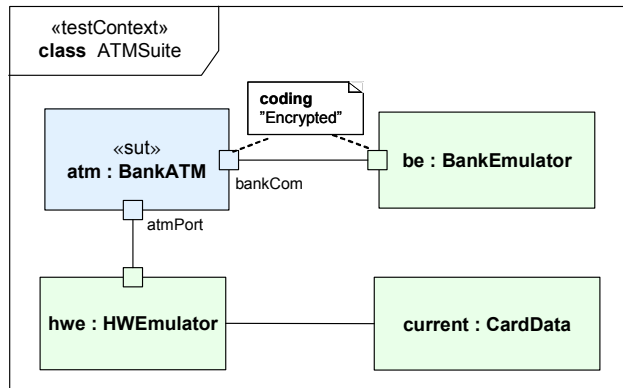 «testContext»
class ATMSuite
coding
"Encrypted”
«sut»
atm : BankATM
bankCom
be : BankEmulator
atmPort
hwe : HWEmulator
current : CardData